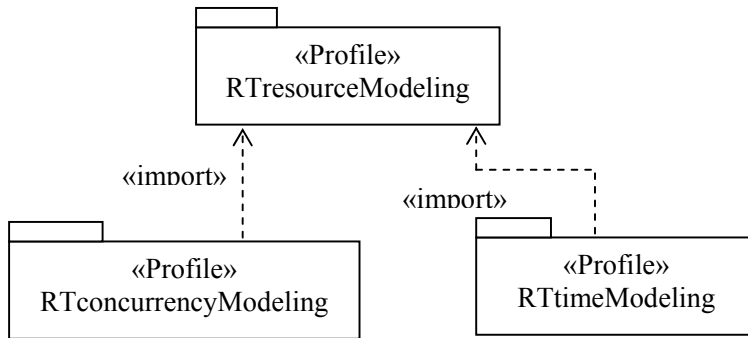 «Profile»
RTresourceModeling
«import»
«import»
«Profile»
RTconcurrencyModeling
«Profile»
RTtimeModeling